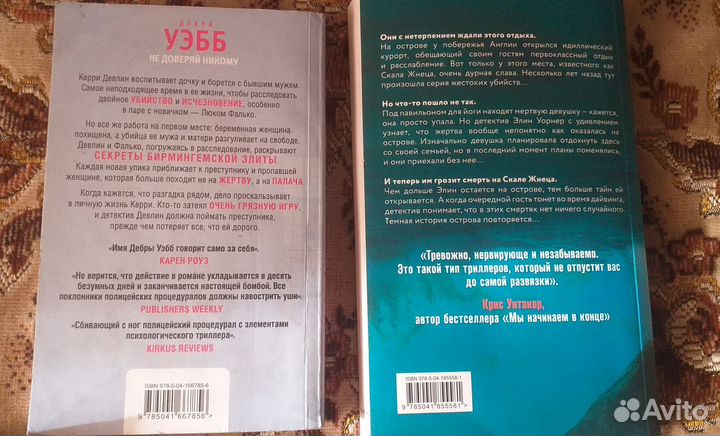 ДЕБРА
УЭББ
НЕ ДОВЕРЯЙ НИКОМУ
Керри Девлин воспитывает дочку и борется с бывшим мужем.
Самое неподходящее время в ее жизни, чтобы расследовать
двойное УБИЙСТВО и ИСЧЕЗНОВЕНИЕ, особенно
в паре с новичком — Люком Фалько.
Но все же работа на первом месте: беременная женщина
похищена, а убийца ее мужа и матери разгуливает на свободе.
Девлин и Фалько, погружаясь в расследование, раскрывают
СЕКРЕТЫ БИРМИНГЕМСКОЙ ЭЛИТЫ.
Каждая новая улика приближает к преступнику и пропавшей
женщине, которая больше походит не на ЖЕРТВУ, а на ПАЛАЧА.
Когда кажется, что разгадка рядом, дело проскальзывает
в личную жизнь Керри. Кто-то затеял ОЧЕНЬ ГРЯЗНУЮ ИГРУ,
и детектив Девлин должна поймать преступника,
прежде чем потеряет все, что ей дорого.
«Имя Дебры Уэбб говорит само за себя».
КАРЕН РОУЗ
«Не верится, что действие в романе укладывается в десять
безумных дней и заканчивается настоящей бомбой. Все
поклонники полицейских процедуралов должны навострить уши».
PUBLISHERS WEEKLY
«Сбивающий с ног полицейский процедурал с элементами
психологического триллера».
KIRKUS REVIEWS
ISBN 978-5-04-166785-6
9 785041 667856 >
Они с нетерпением ждали этого отдыха.
На острове у побережья Англии открылся идиллический
курорт, обещающий своим гостям первоклассный отдых
и расслабление. Вот только у этого места, известного как
Скала Жнеца, очень дурная слава. Несколько лет назад тут
произошла серия жестоких убийств...
Но что-то пошло не так.
Под павильоном для йоги находят мертвую девушку – кажется,
она просто упала. Но детектив Элин Уорнер с удивлением
узнает, что жертва вообще непонятно как оказалась на
острове. Изначально девушка планировала отдохнуть здесь
со своей семьей, но в последний момент планы поменялись,
и они приехали без нее...
И теперь им грозит смерть на Скале Жнеца.
Чем дольше Элин остается на острове, тем больше тайн ей
открывается. А когда очередной гость тонет во время дайвинга,
детектив понимает, что в этих смертях нет ничего случайного.
Темная история острова повторяется...
«Тревожно, нервирующе и незабываемо.
Это такой тип триллеров, который не отпустит вас
до самой развязки».
Крис Уитакер,
автор бестселлера «Мы начинаем в конце»
ISBN 978-5-04-185558-1
9 785041 855581 >
Avito